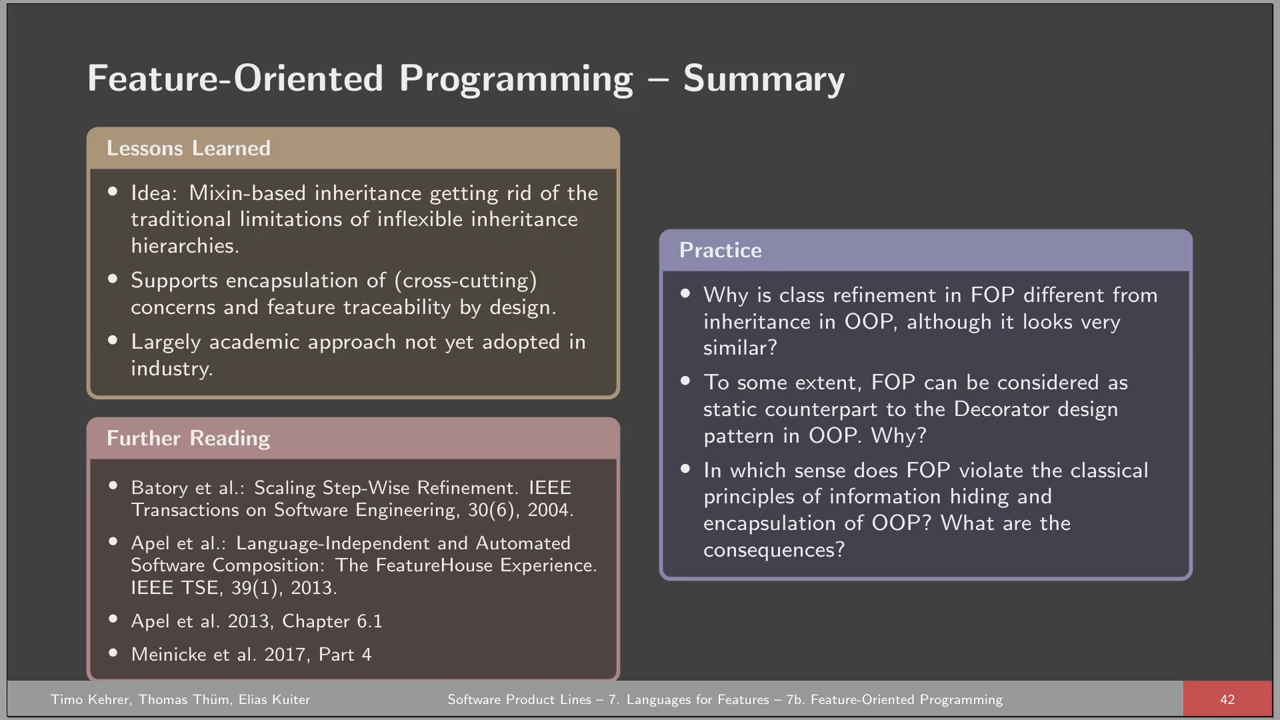 Feature-Oriented Programming – Summary
Lessons Learned
• Idea: Mixin-based inheritance getting rid of the
traditional limitations of inflexible inheritance
hierarchies.
• Supports encapsulation of (cross-cutting)
concerns and feature traceability by design.
• Largely academic approach not yet adopted in
industry.
Further Reading
• Batory et al.: Scaling Step-Wise Refinement. IEEE
Transactions on Software Engineering, 30(6), 2004.
• Apel et al.: Language-Independent and Automated
Software Composition: The FeatureHouse Experience.
IEEE TSE, 39(1), 2013.
• Apel et al. 2013, Chapter 6.1
• Meinicke et al. 2017, Part 4
Practice
• Why is class refinement in FOP different from
inheritance in OOP, although it looks very
similar?
• To some extent, FOP can be considered as
static counterpart to the Decorator design
pattern in OOP. Why?
• In which sense does FOP violate the classical
principles of information hiding and
encapsulation of OOP? What are the
consequences?
Timo Kehrer, Thomas Thüm, Elias Kuiter
Software Product Lines – 7. Languages for Features – 7b. Feature-Oriented Programming
42